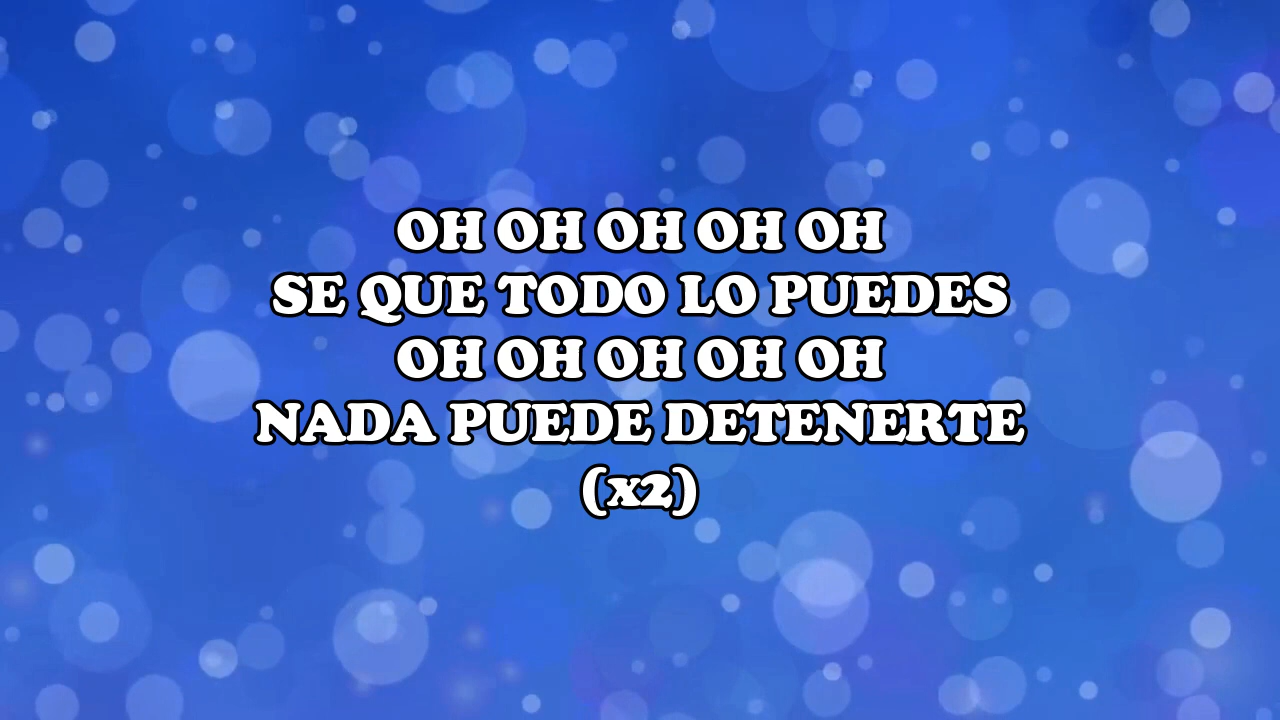 OH OH OH OH OH
SE QUE TODO LO PUEDES
OH OH OH OH OH
NADA PUEDE DETENERTE
(x2)